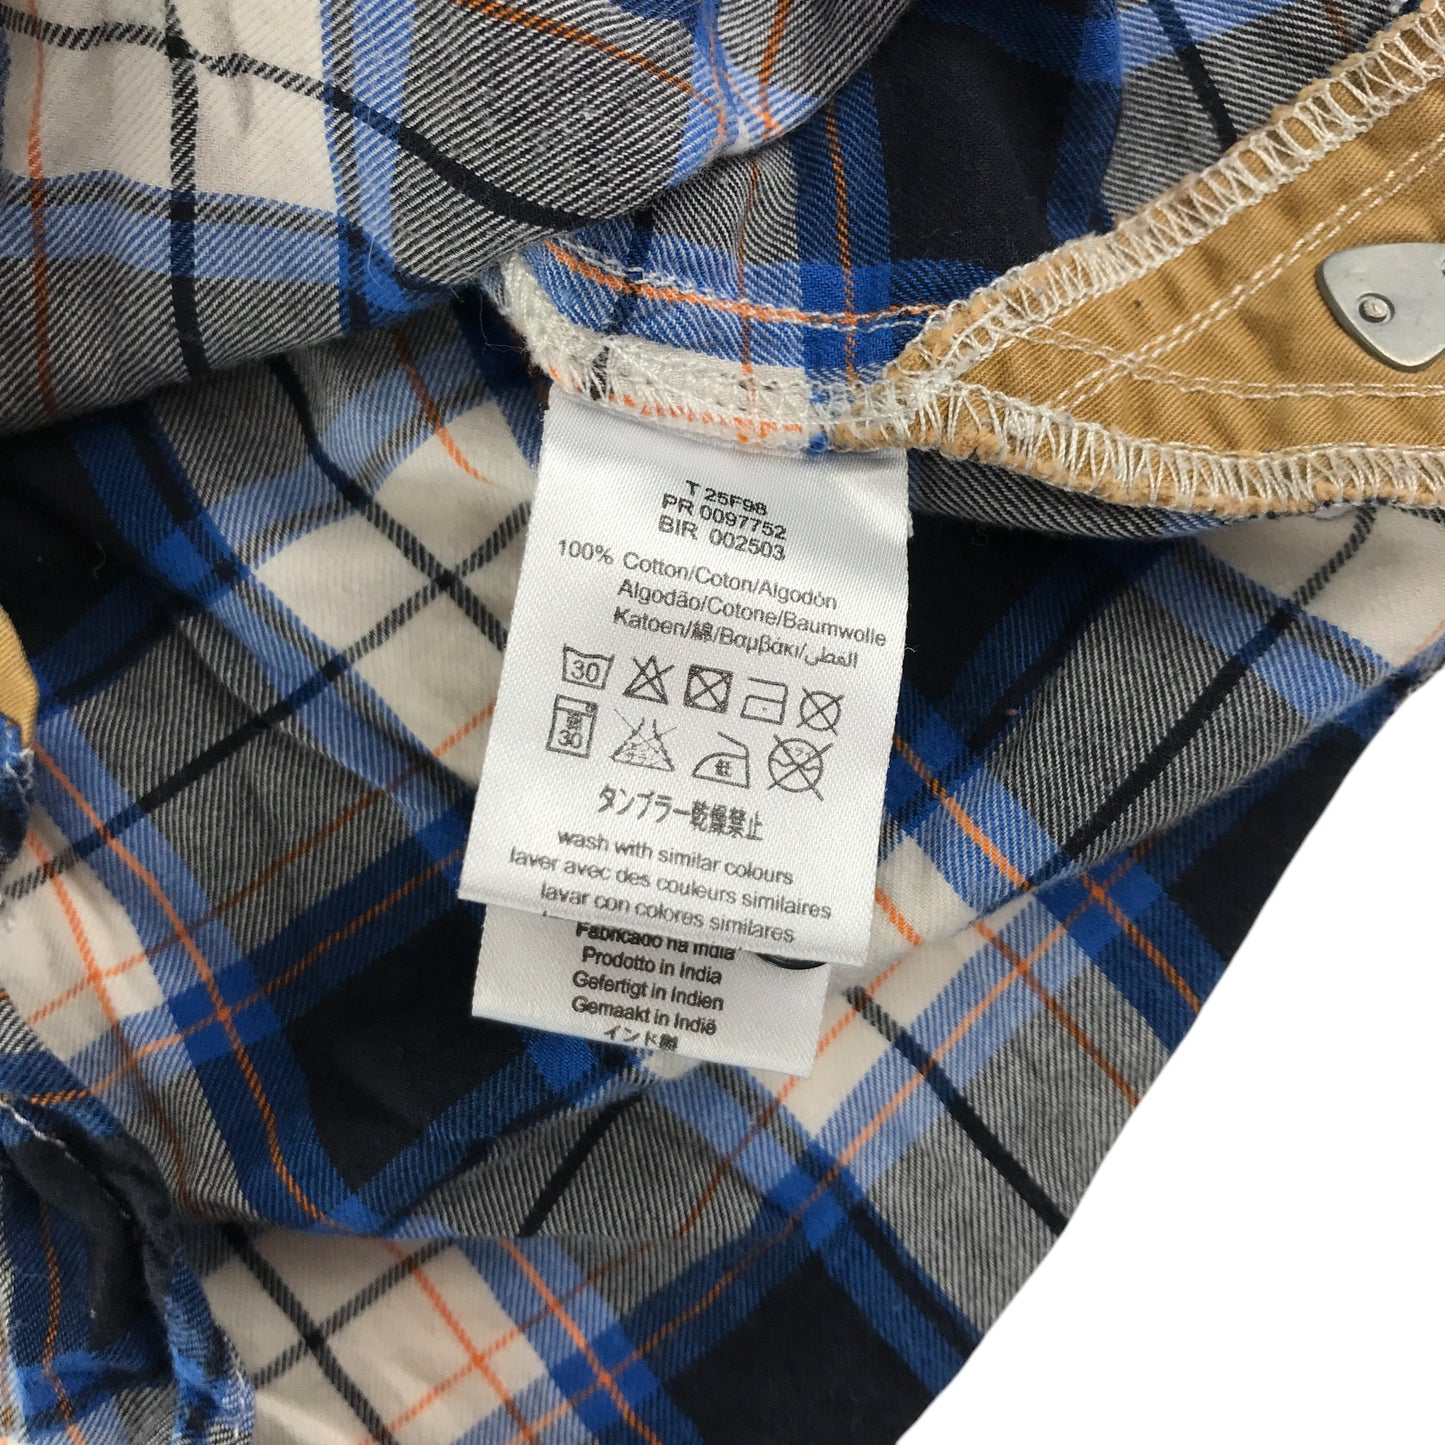 T 25F98
PR 0097752
BIR 002503
100% Cotton/Coton/Algodón
Algodão/Cotone/Baumwolle
Katoen/綿/Βαμβάκι/القطن
30
30
低
タンブラー乾燥禁止
wash with similar colours
laver avec des couleurs similaires
lavar con colores similares
Fabricado na India
Prodotto in India
Gefertigt in Indien
Gemaakt in Indië
インド製